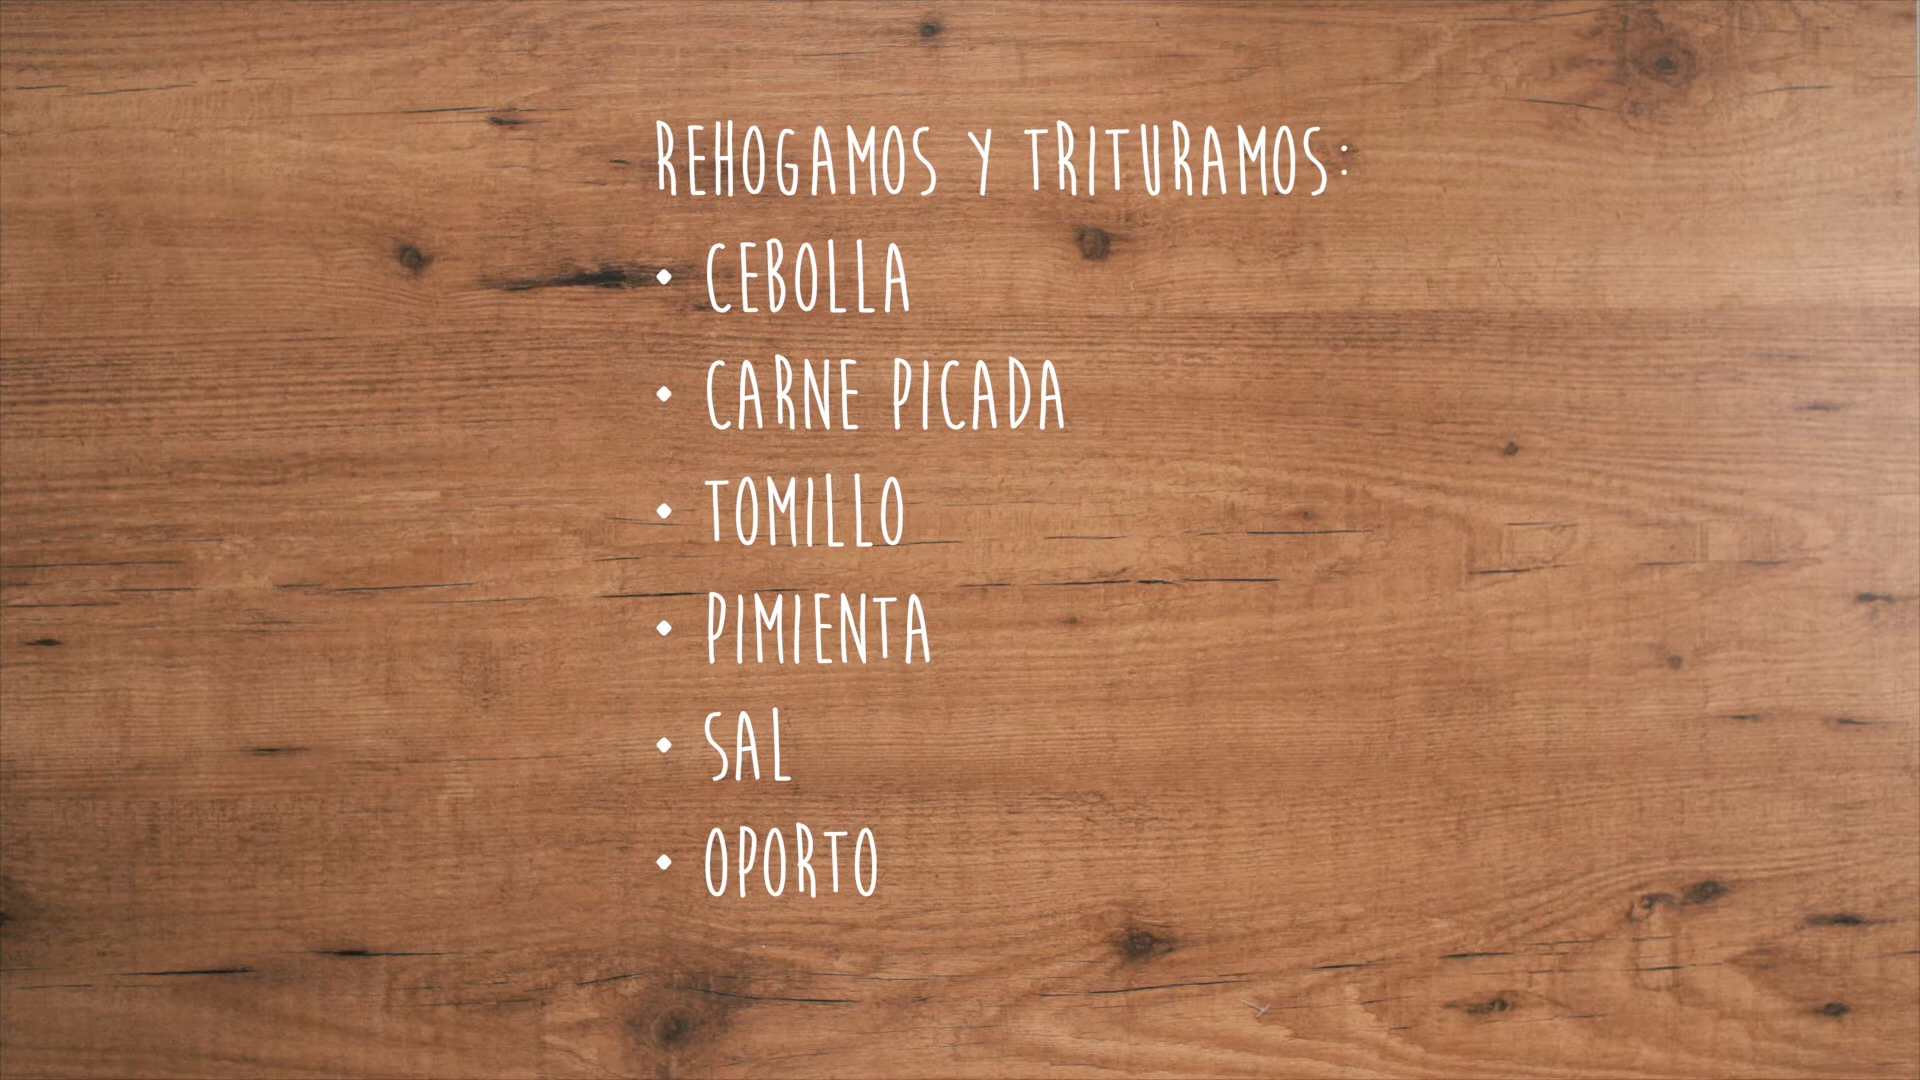 REHOGAMOS Y TRITURAMOS:
• CEBOLLA
• CARNE PICADA
• TOMILLO
• PIMIENTA
• SAL
• OPORTO